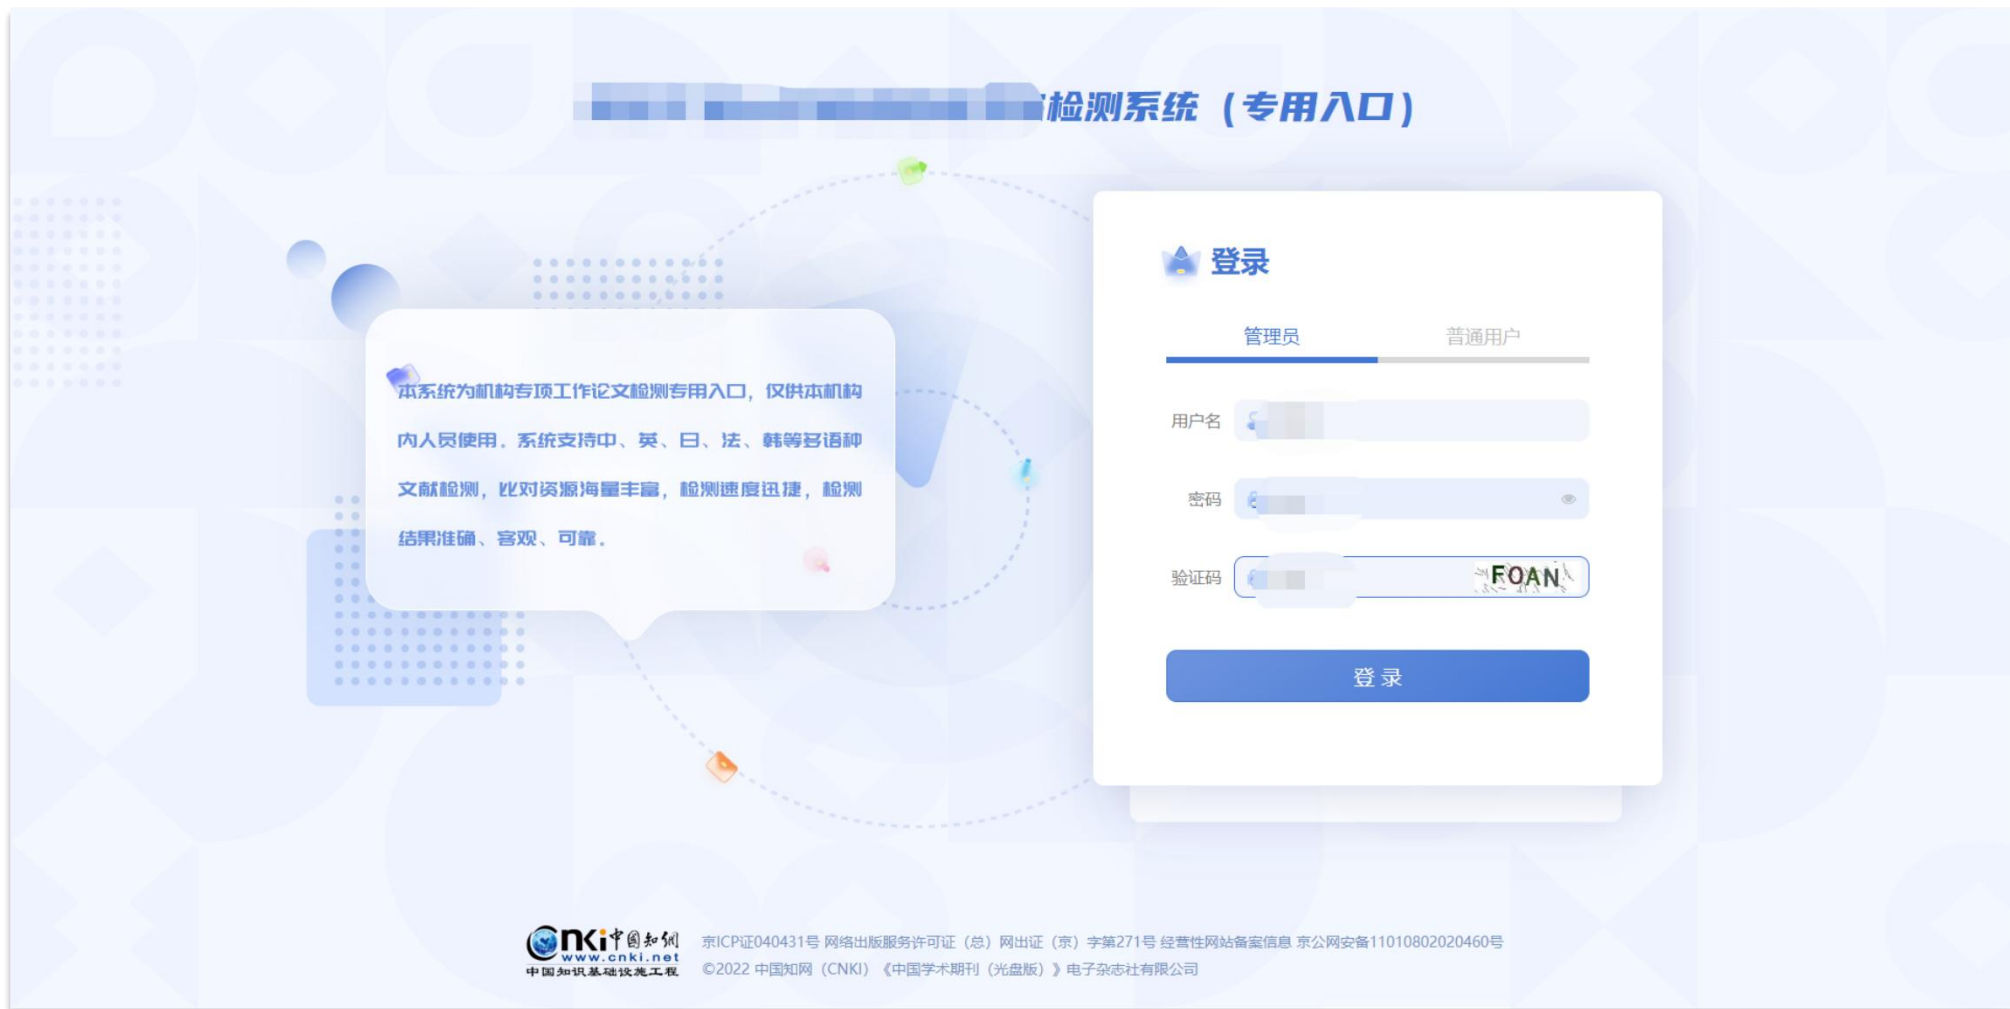 检测系统（专用入口）
登录
管理员 普通用户
本系统为机构专项工作论文检测专用入口，仅供本机构
内人员使用。系统支持中、英、日、法、韩等多语种
文献检测，比对资源海量丰富，检测速度迅捷，检测
结果准确、客观、可靠。
用户名
密码
验证码 FOAN
登录
Cnki中国知网
www.cnki.net
中国知识基础设施工程
京ICP证040431号 网络出版服务许可证（总）网出证（京）字第271号 经营性网站备案信息 京公网安备11010802020460号
©2022 中国知网（CNKI）《中国学术期刊（光盘版）》电子杂志社有限公司